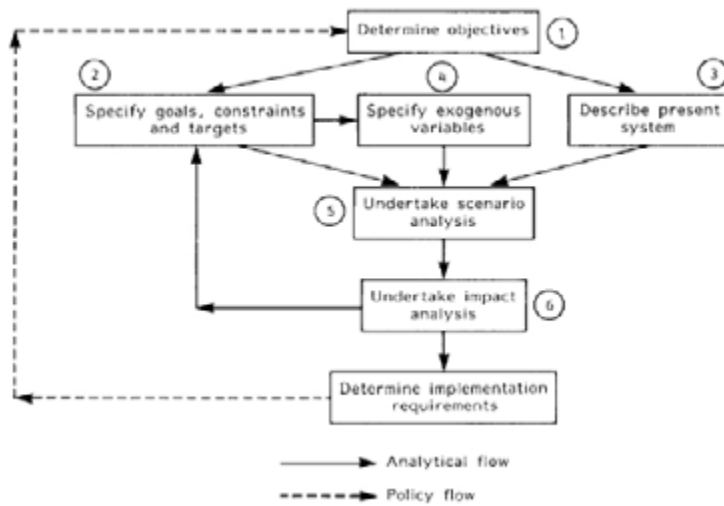 Determine objectives
1
2
4
3
Specify goals, constraints
and targets
Specify exogenous
variables
Describe present
system
5
Undertake scenario
analysis
Undertake impact
analysis
6
Determine implementation
requirements
Analytical flow
Policy flow